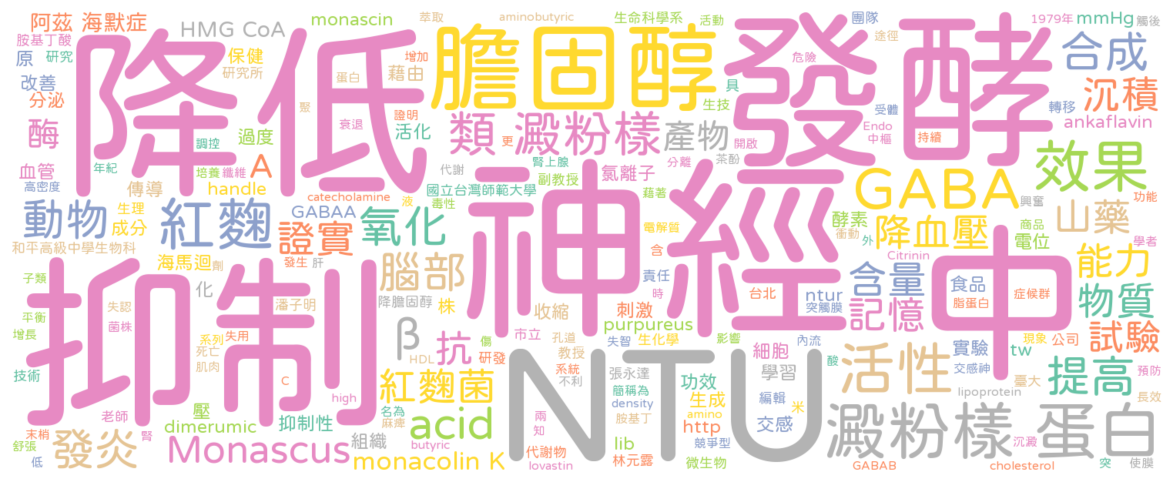 阿茲 海默症 HMG CoA monascin 萃取 aminobutyric 生命科學系 活動 團隊 1979年 mmHg 觸後
胺基丁酸 原 研究 保健 增加 膽固醇 危險 途徑 合成
改善 研究所 蛋白 藉由 具 沉積
分泌 聚 生技 受體 轉移
降低 發酵
酶 調控 過度 衰退 證明 活化 類 澱粉樣 更 產物 開啟 Endo 中樞 持續 ankaflavin
血管 年紀 培養 纖維 A 代謝 腎上腺 分離 茶酚 效果
高密度 傳導 handle catecholamine 國立台灣師範大學 副教授 氫離子 GABA 興奮 功能
動物 生理 紅麴 GABAA 液 毒性 藉著 酵素 山藥 商品
成分 證實 氧化 神經 電解質 衝動 降血壓 電位
和平高級中學生物科 含 外 學者
海馬迴 劑 發生 肝 腦部 責任 Citrinin 能力
子類 化 潘子明 降膽固醇 時 台北 ntur 含量 食品 中
平衡 失認 株 β 收縮 刺激 突觸膜 記憶 脂蛋白 症候群 物質
增長 菌株 抑制 purpureus 影響
系列 失用 抗 傷 市立 孔道 失智 生化學 內流 實驗 現象 公司 試驗
技術 死亡 肌肉 HDL 研發 教授 系統 細胞 酸 交感神 tw 預防
C 紅麴菌 不利 張永達 功效 學習 活性 臺大 提高
老師 high 名為 簡稱為 生成 編輯 lipoprotein 長效
壓 麻痺 兩 density amino 米
末梢 腎 dimerumic 抑制性 acid 知 胺基丁 http 交感 NTU 澱粉樣 蛋白
舒張 發炎 組織 butyric lib 競爭型
低 Monascus monacolin K 代謝物 林元露 微生物 沉澱
lovastin GABAB cholesterol 突 使膜